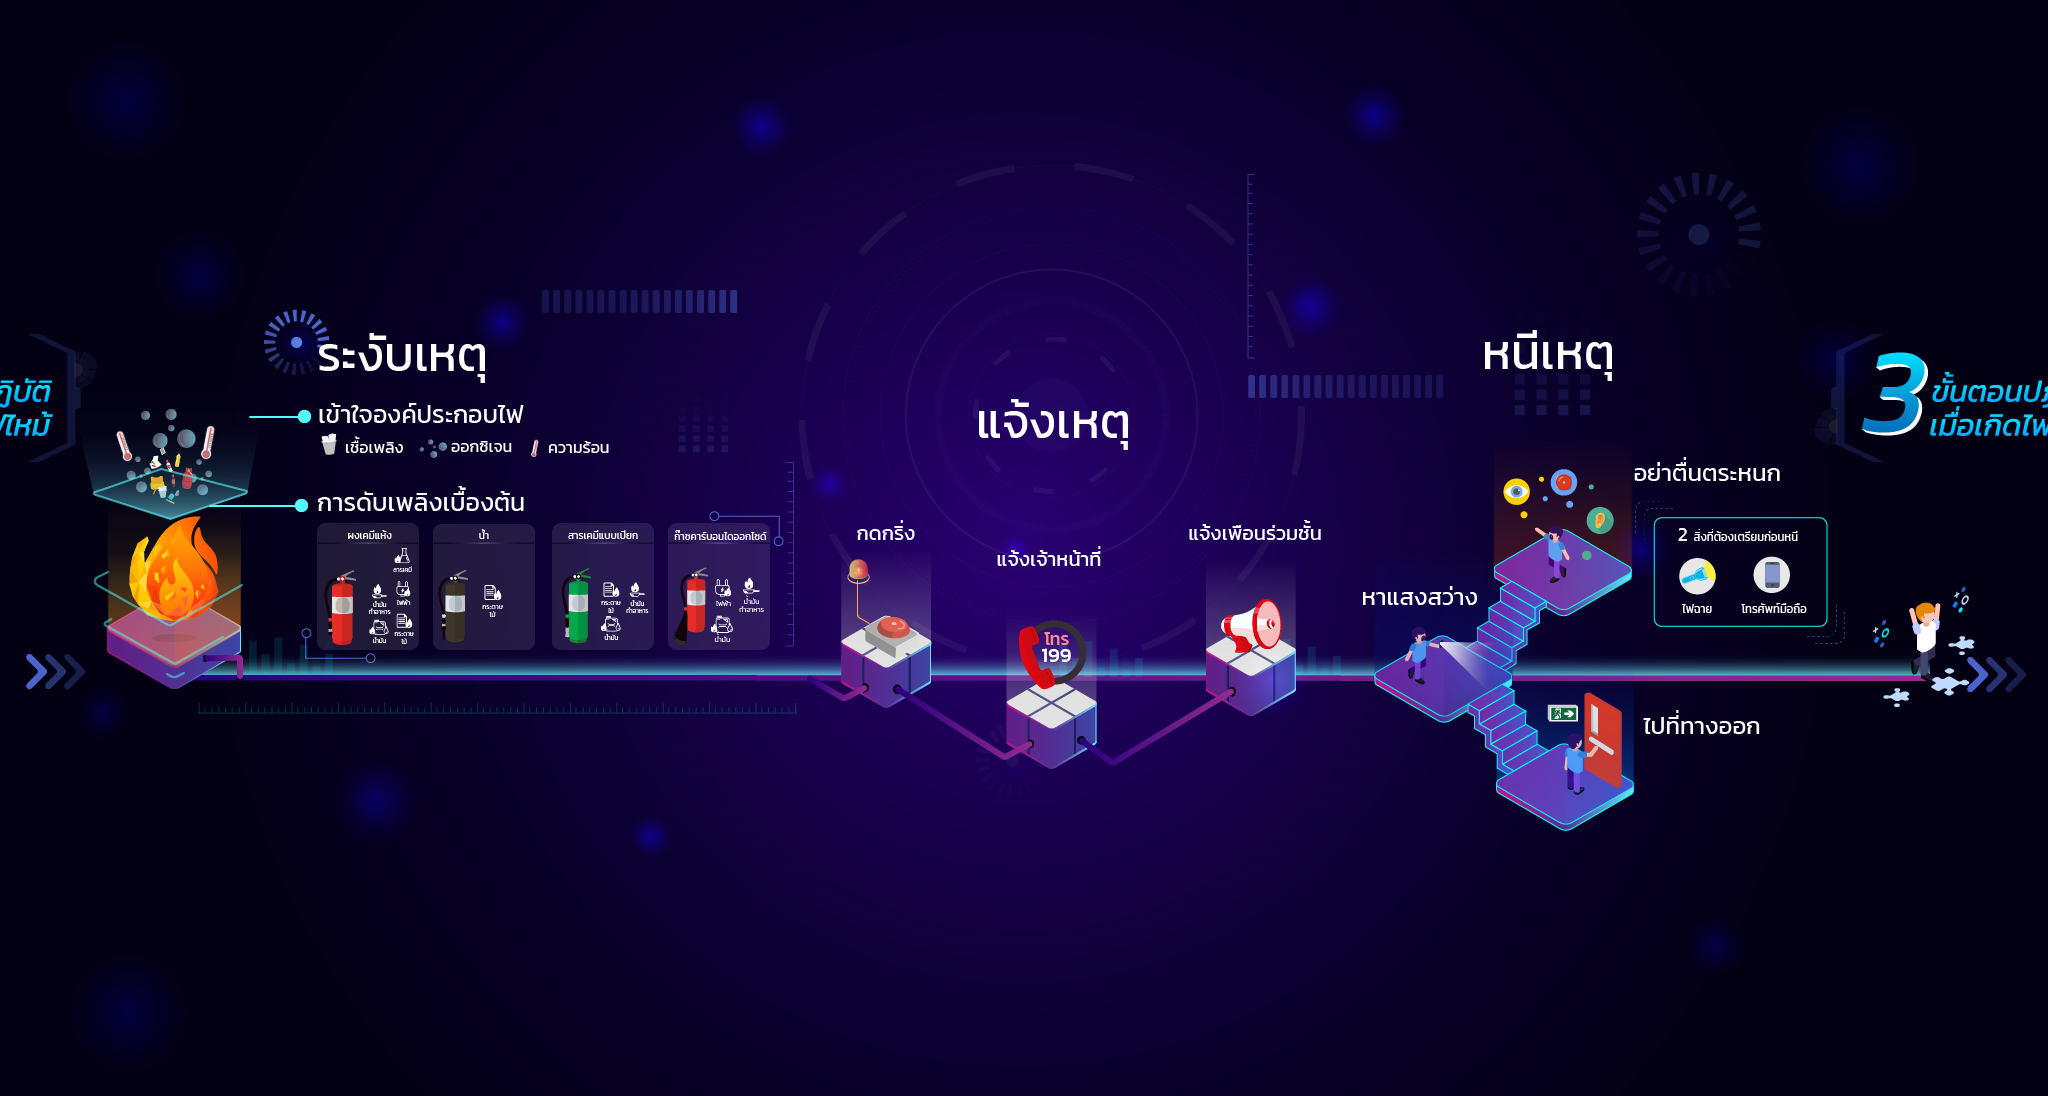 ฏิบัติ
ฟไหม้
ระงับเหตุ
เข้าใจองค์ประกอบไฟ
เชื้อเพลิง
ออกซิเจน
ความร้อน
การดับเพลิงเบื้องต้น
ผงเคมีแห้ง
สารเคมี
น้ำมัน
ทำอาหาร
ไฟฟ้า
น้ำมัน
กระดาษ
ไม้
น้ำ
กระดาษ
ไม้
สารเคมีแบบเปียก
กระดาษ
ไม้
น้ำมัน
ทำอาหาร
น้ำมัน
ก๊าซคาร์บอนไดออกไซด์
ไฟฟ้า
น้ำมัน
ทำอาหาร
น้ำมัน
แจ้งเหตุ
กดกริ่ง
แจ้งเจ้าหน้าที่
โทร
199
แจ้งเพือนร่วมชั้น
หนีเหตุ
อย่าตื่นตระหนก
2 สิ่งที่ต้องเตรียมก่อนหนี
ไฟฉาย
โทรศัพท์มือถือ
หาแสงสว่าง
ไปที่ทางออก
3
ขั้นตอนปฏ
เมื่อเกิดไฟ